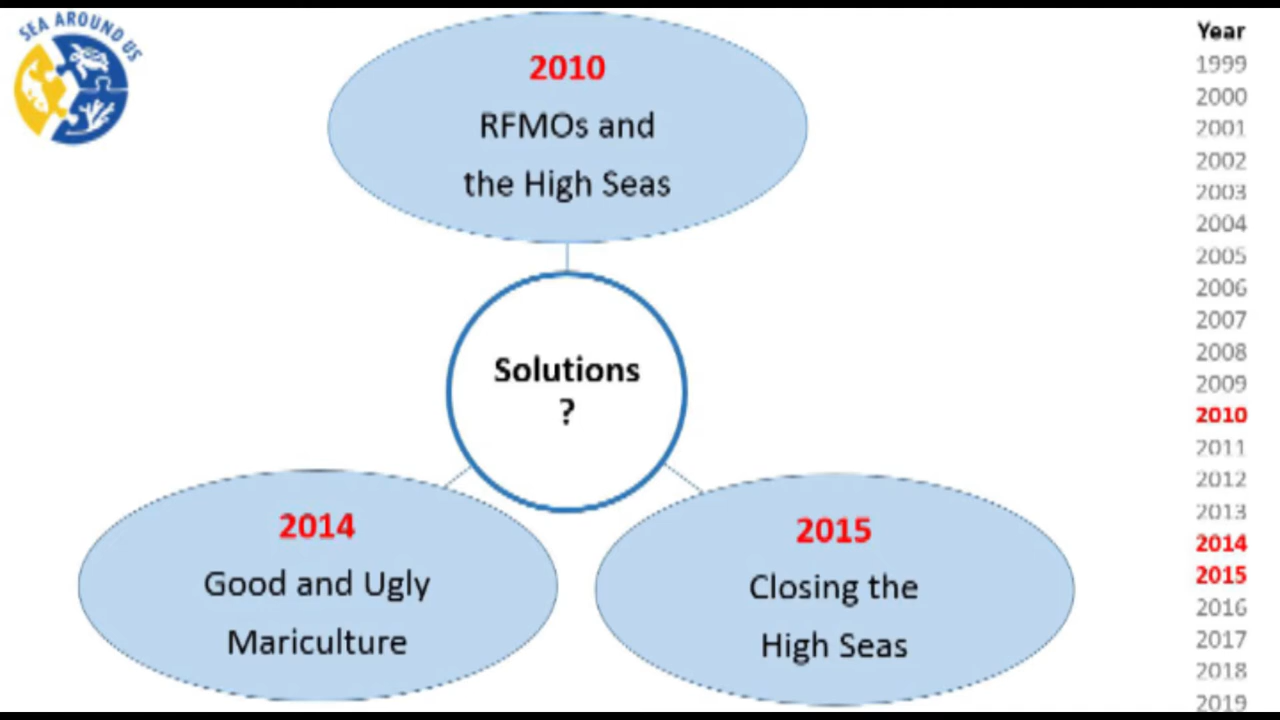 SEA AROUND US
2010
RFMOs and
the High Seas
Solutions
?
2014
Good and Ugly
Mariculture
2015
Closing the
High Seas
Year
1999
2000
2001
2002
2003
2004
2005
2006
2007
2008
2009
2010
2011
2012
2013
2014
2015
2016
2017
2018
2019